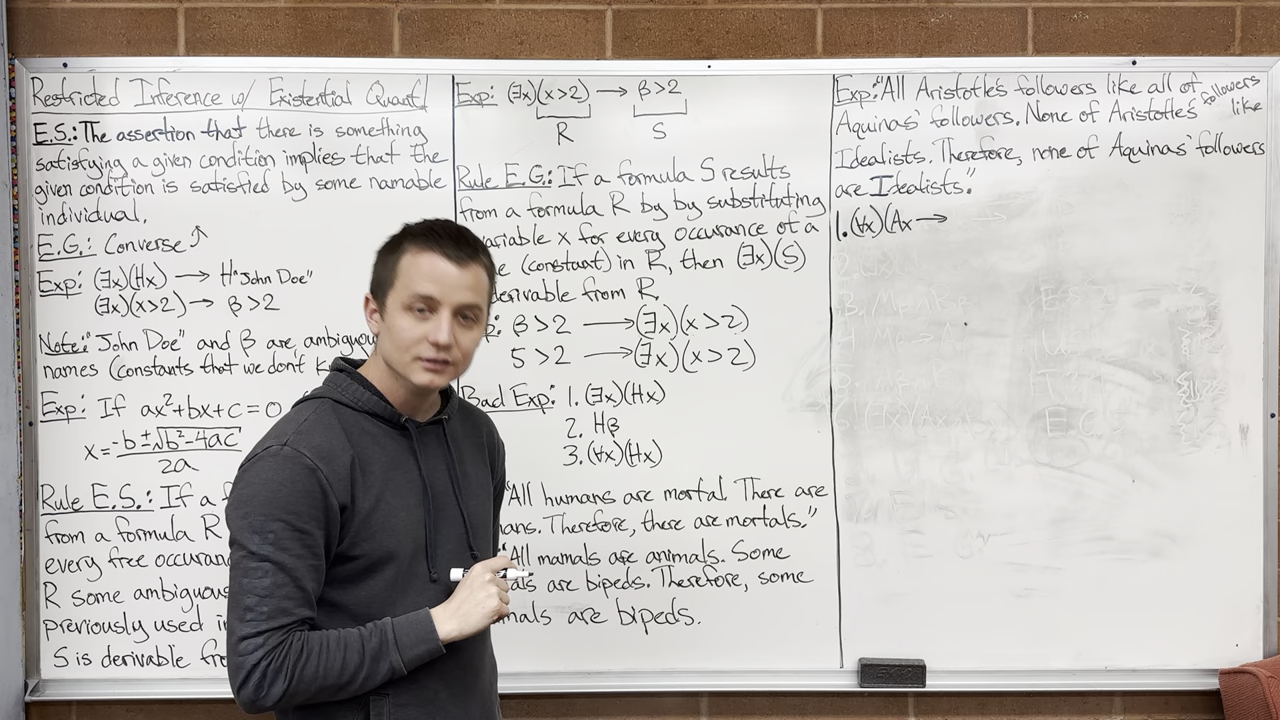 Restricted Inference w/ Existential Quant.
E.S.: The assertion that there is something
satisfying a given condition implies that the
given condition is satisfied by some namable
individual.
E.G.: Converse ↑
Exp: (∃x)(Hx) → H"John Doe"
(∃x)(x>2) → β>2
Note: "John Doe" and β are ambiguou
names (constants that we don't k
Exp: If ax²+bx+c=0
x = -b±√b²-4ac
2a
Rule E.S.: If a f
from a formula R
every free occuran
R some ambiguous
previously used i
S is derivable fr
Exp: (∃x)(x>2) → β>2
R S
Rule E.G.: If a formula S results
from a formula R by by substituting
variable x for every occurance of a
e (constant) in R, then (∃x)(S)
derivable from R.
: β>2 → (∃x)(x>2)
5>2 → (∃x)(x>2)
Bad Exp: 1. (∃x)(Hx)
2. Hβ
3. (∀x)(Hx)
"All humans are mortal. There are
ans. Therefore, there are mortals."
"All mamals are animals. Some
als are bipeds. Therefore, some
mals are bipeds.
Exp: "All Aristotle's followers like all of
Aquinas' followers. None of Aristotle's followers like
Idealists. Therefore, none of Aquinas' followers
are Idealists."
1. (∀x)(Ax →